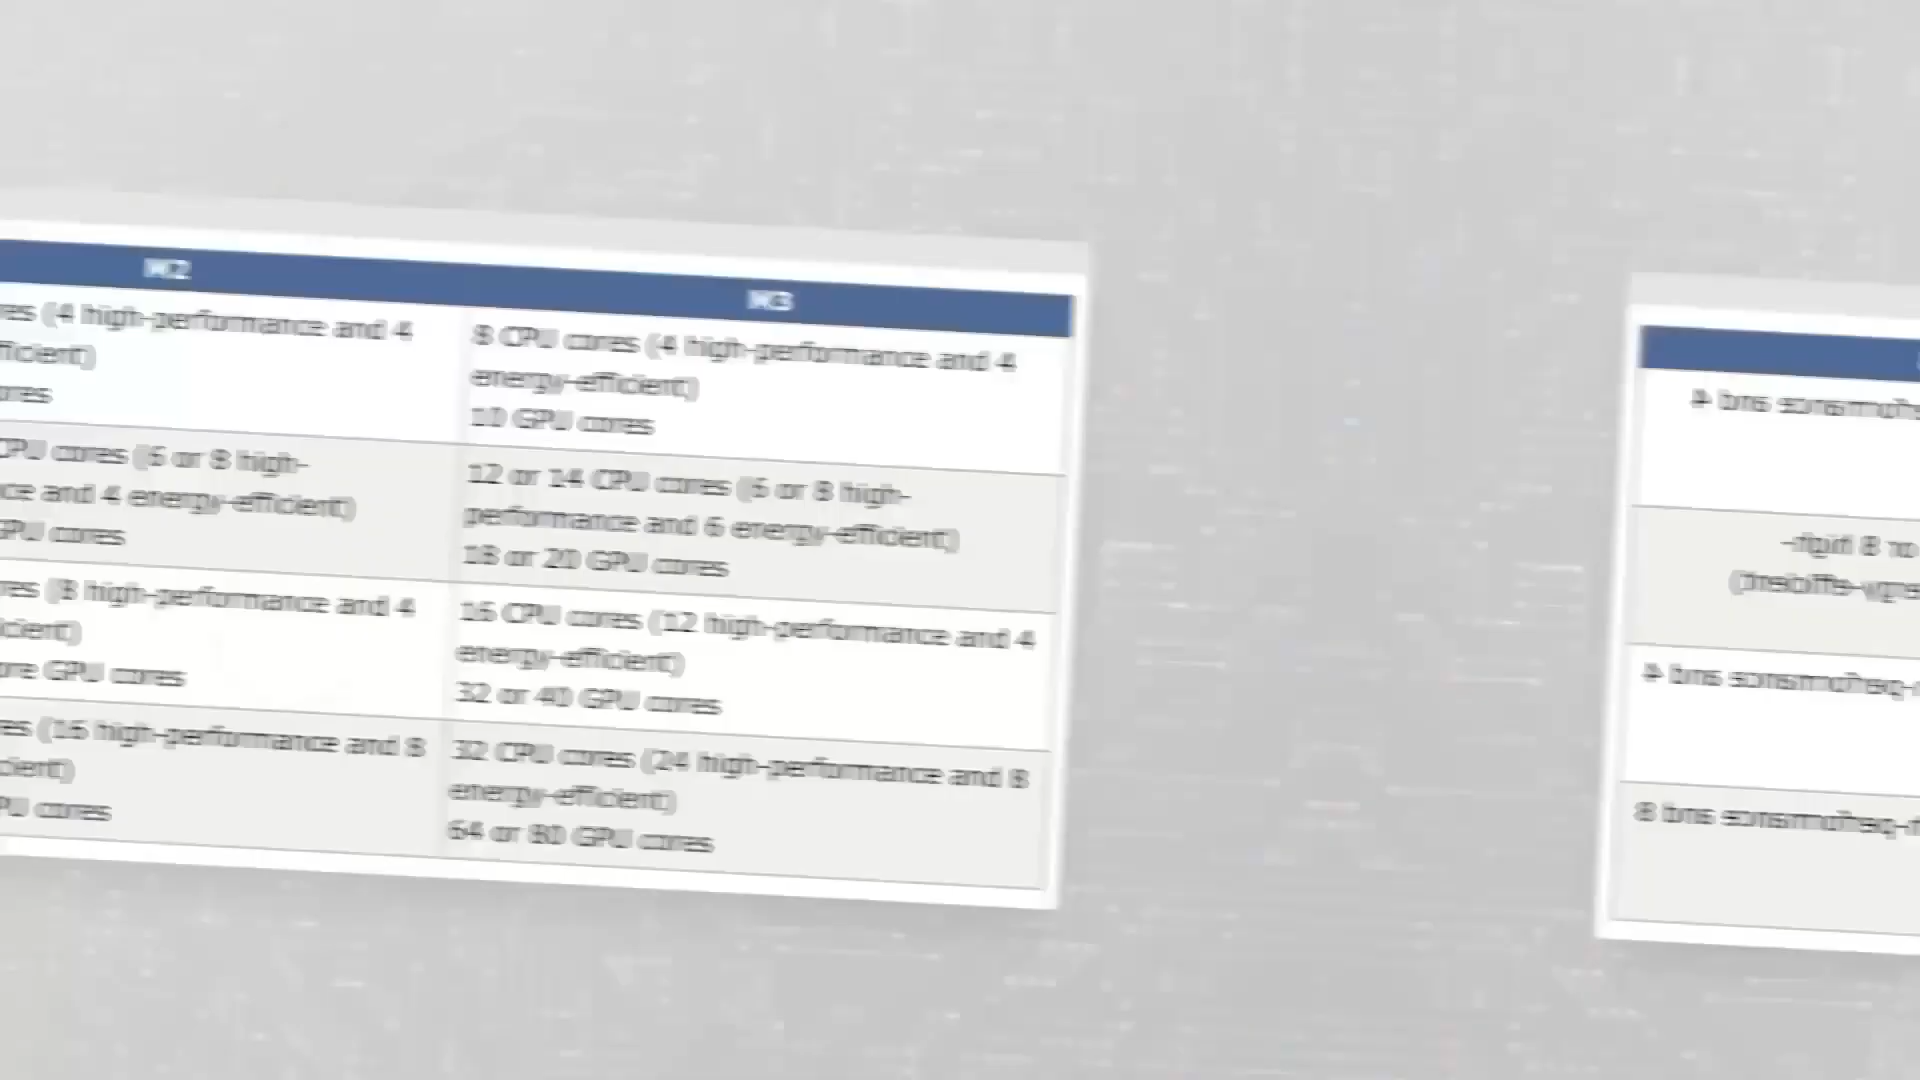 M2
M3
res (4 high-performance and 4
fficient)
ores
8 CPU cores (4 high-performance and 4
energy-efficient)
10 GPU cores
CPU cores (6 or 8 high-
ce and 4 energy-efficient)
GPU cores
12 or 14 CPU cores (6 or 8 high-
performance and 6 energy-efficient)
18 or 20 GPU cores
res (8 high-performance and 4
icient)
ore GPU cores
16 CPU cores (12 high-performance and 4
energy-efficient)
32 or 40 GPU cores
es (16 high-performance and 8
cient)
PU cores
32 CPU cores (24 high-performance and 8
energy-efficient)
64 or 80 GPU cores